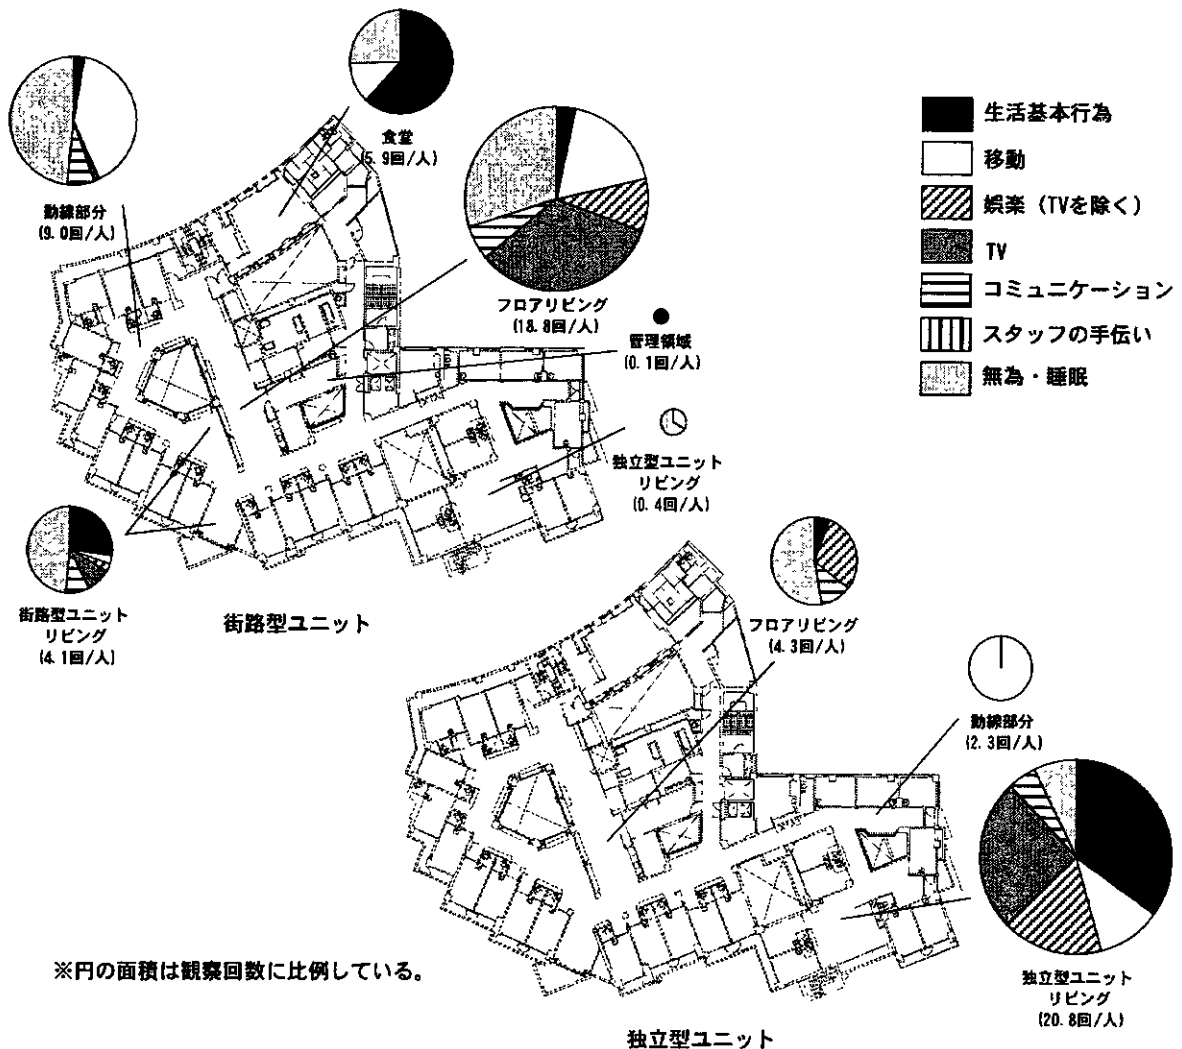 食堂
(5.9回/人)
動線部分
(9.0回/人)
フロアリビング
(18.8回/人)
管理領域
(0.1回/人)
独立型ユニット
リビング
(0.4回/人)
街路型ユニット
リビング
(4.1回/人)
街路型ユニット
生活基本行為
移動
娯楽（TVを除く）
TV
コミュニケーション
スタッフの手伝い
無為・睡眠
フロアリビング
(4.3回/人)
動線部分
(2.3回/人)
独立型ユニット
リビング
(20.8回/人)
※円の面積は観察回数に比例している。
独立型ユニット